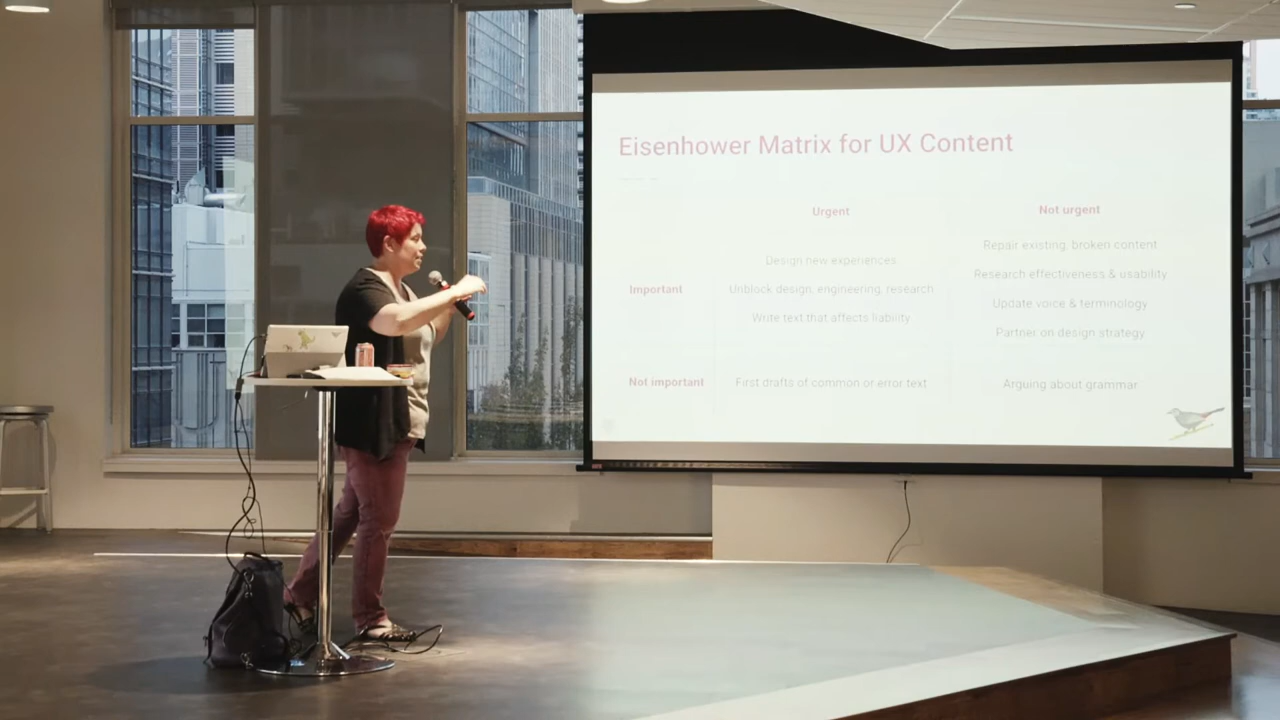 Eisenhower Matrix for UX Content
Urgent
Not urgent
Important
Design new experiences
Unblock design, engineering, research
Write text that affects liability
Repair existing, broken content
Research effectiveness & usability
Update voice & terminology
Partner on design strategy
Not important
First drafts of common or error text
Arguing about grammar